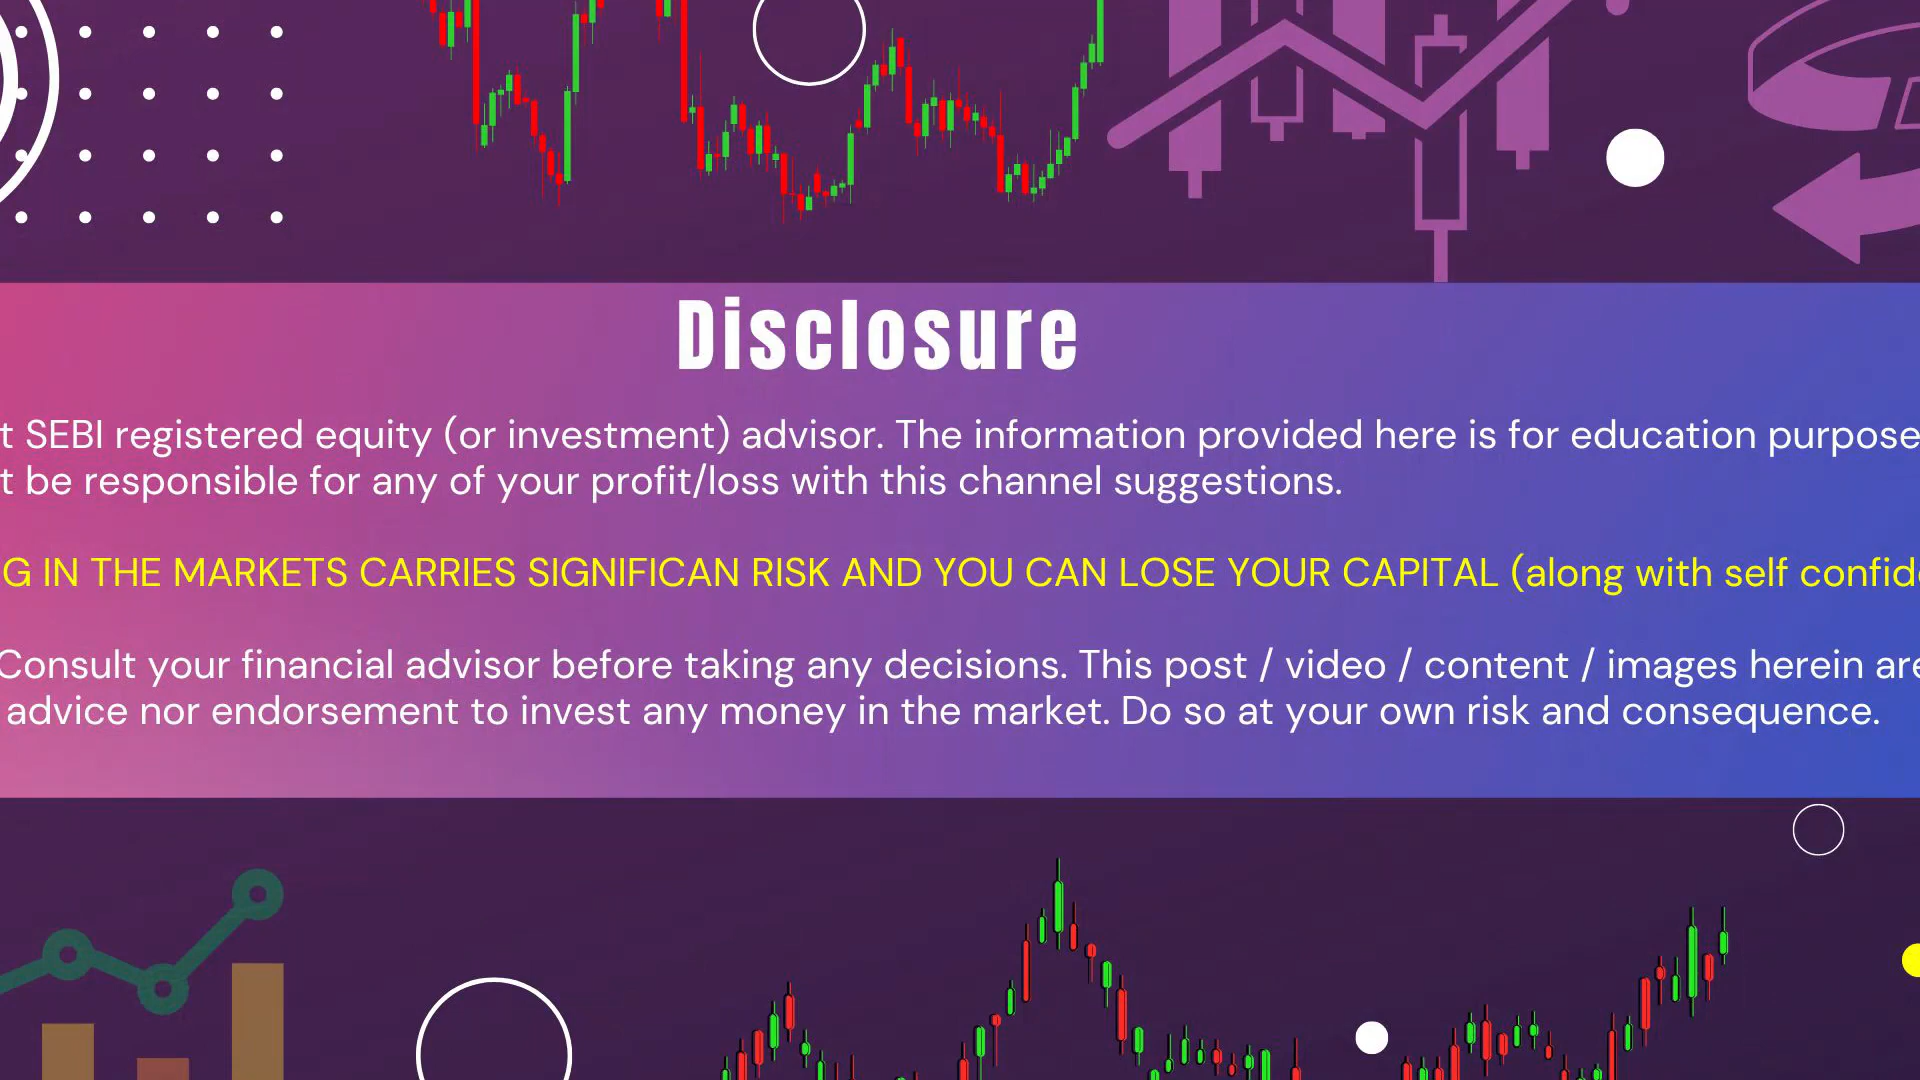 Disclosure
t SEBI registered equity (or investment) advisor. The information provided here is for education purpose
t be responsible for any of your profit/loss with this channel suggestions.
G IN THE MARKETS CARRIES SIGNIFICAN RISK AND YOU CAN LOSE YOUR CAPITAL (along with self confid
Consult your financial advisor before taking any decisions. This post / video / content / images herein are
advice nor endorsement to invest any money in the market. Do so at your own risk and consequence.